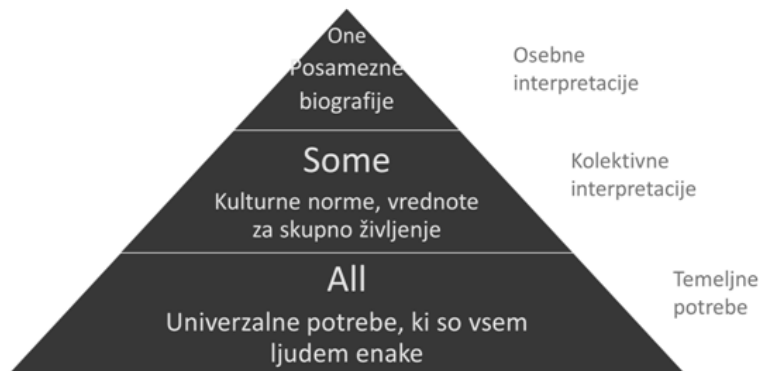 One
Posamezne
biografije
Osebne
interpretacije
Some
Kulturne norme, vrednote
za skupno življenje
Kolektivne
interpretacije
All
Univerzalne potrebe, ki so vsem
ljudem enake
Temeljne
potrebe